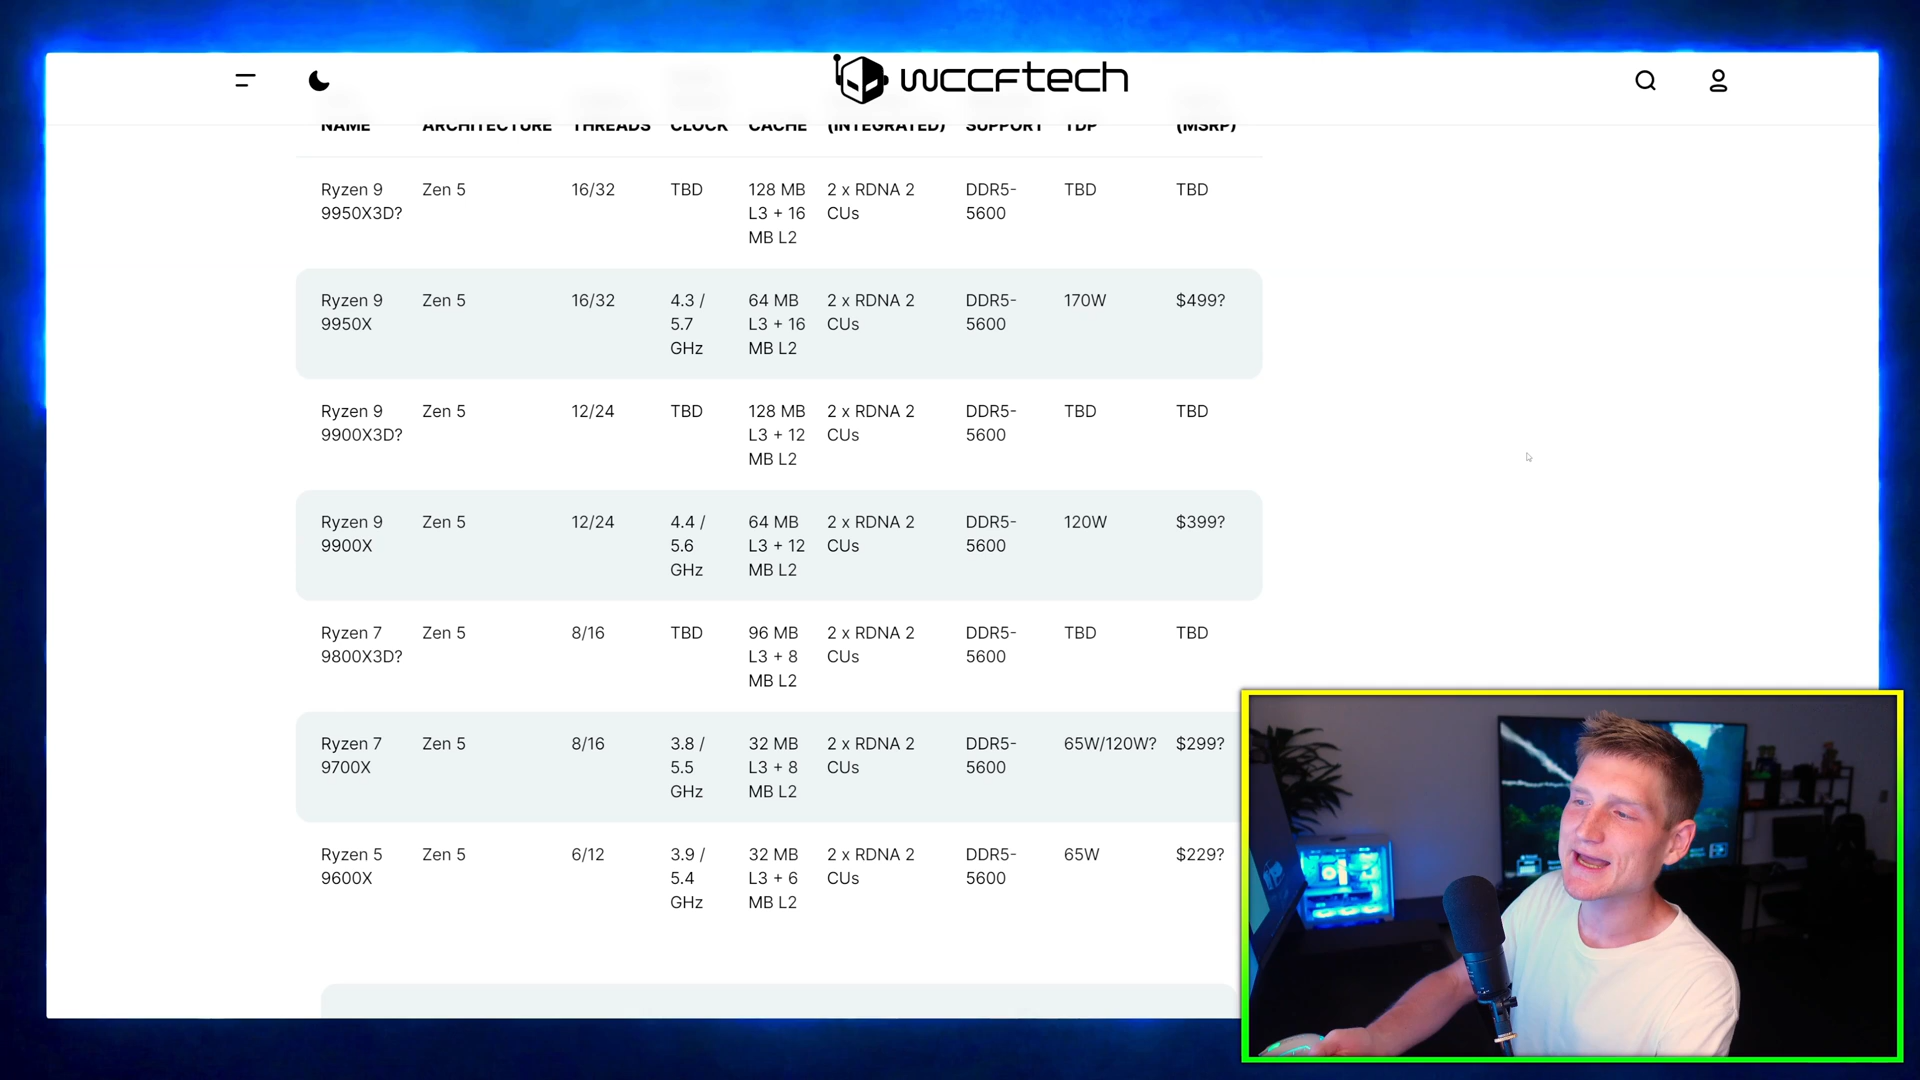 wccftech
NAME ARCHITECTURE THREADS CLOCK CACHE (INTEGRATED) SUPPORT TDP (MSRP)
Ryzen 9 Zen 5 16/32 TBD 128 MB 2 x RDNA 2 DDR5- TBD TBD
9950X3D? L3 + 16 CUs 5600
MB L2
Ryzen 9 Zen 5 16/32 4.3 / 64 MB 2 x RDNA 2 DDR5- 170W $499?
9950X 5.7 L3 + 16 CUs 5600
GHz MB L2
Ryzen 9 Zen 5 12/24 TBD 128 MB 2 x RDNA 2 DDR5- TBD TBD
9900X3D? L3 + 12 CUs 5600
MB L2
Ryzen 9 Zen 5 12/24 4.4 / 64 MB 2 x RDNA 2 DDR5- 120W $399?
9900X 5.6 L3 + 12 CUs 5600
GHz MB L2
Ryzen 7 Zen 5 8/16 TBD 96 MB 2 x RDNA 2 DDR5- TBD TBD
9800X3D? L3 + 8 CUs 5600
MB L2
Ryzen 7 Zen 5 8/16 3.8 / 32 MB 2 x RDNA 2 DDR5- 65W/120W? $299?
9700X 5.5 L3 + 8 CUs 5600
GHz MB L2
Ryzen 5 Zen 5 6/12 3.9 / 32 MB 2 x RDNA 2 DDR5- 65W $229?
9600X 5.4 L3 + 6 CUs 5600
GHz MB L2